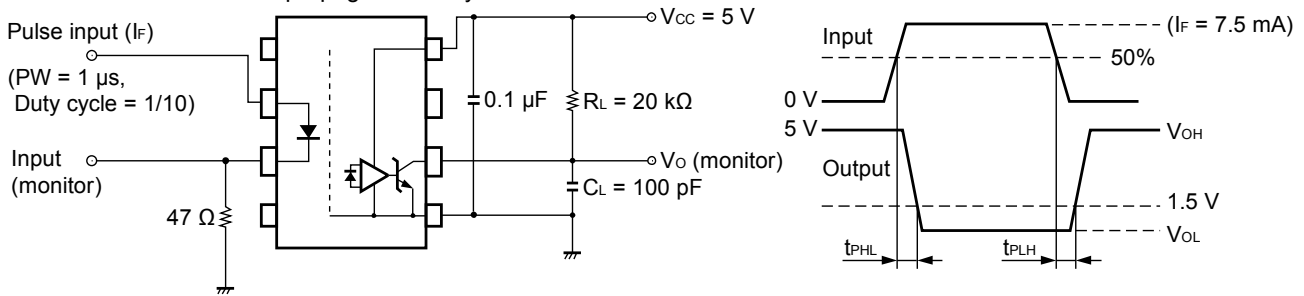 Pulse input (IF)
(PW = 1 µs,
Duty cycle = 1/10)
Input
(monitor)
47 Ω
VCC = 5 V
0.1 µF
RL = 20 kΩ
VO (monitor)
CL = 100 pF
Input
(IF = 7.5 mA)
50%
0 V
5 V
VOH
Output
1.5 V
VOL
tPHL
tPLH